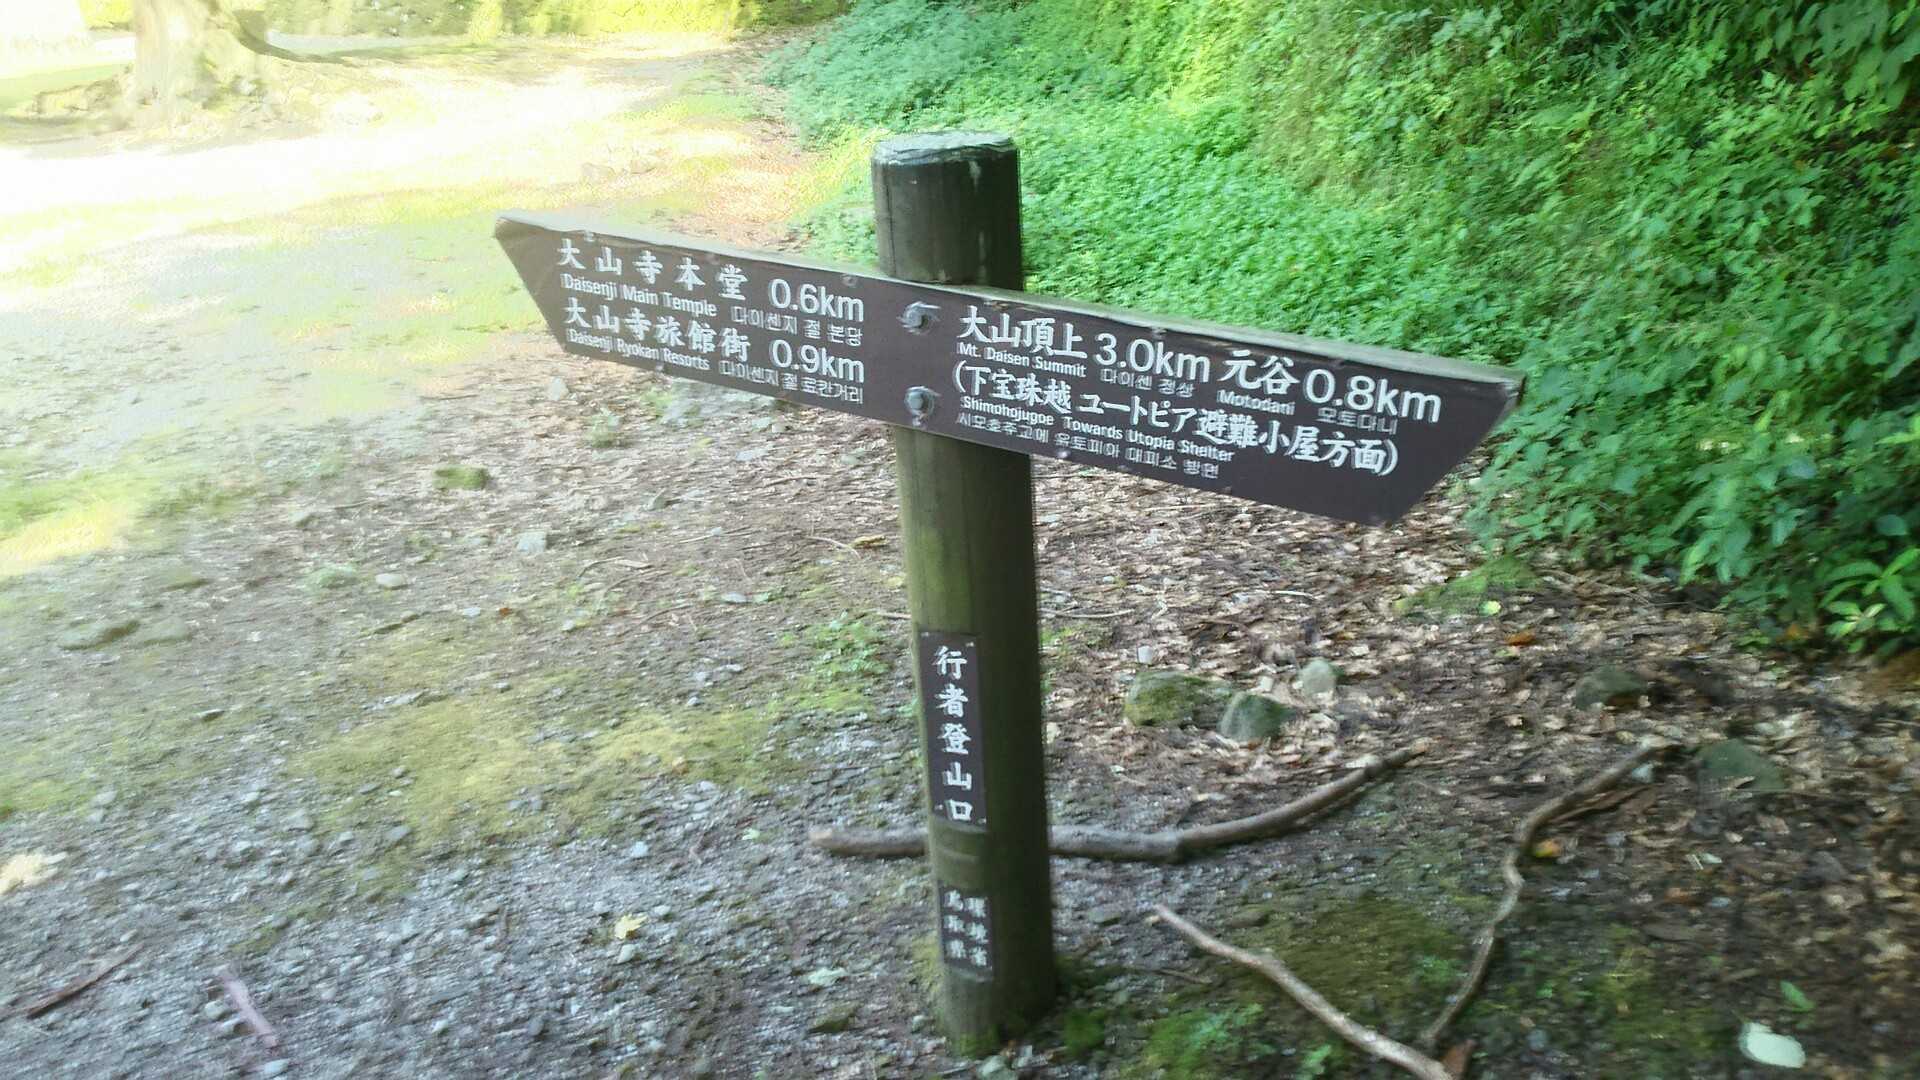 大山寺本堂 0.6km
Daisenji Main Temple 다이센지 절 본당
大山寺旅館街 0.9km
Daisenji Ryokan Resorts 다이센지 절 료칸거리
大山頂上 3.0km 元谷 0.8km
Mt. Daisen Summit 다이센 정상 Motodani 모토다니
(下宝珠越 ユートピア避難小屋方面)
Shimohojugoe Towards Utopia Shelter
시모호주고에 유토피아 대피소 방면
行者登山口
環境省
鳥取県